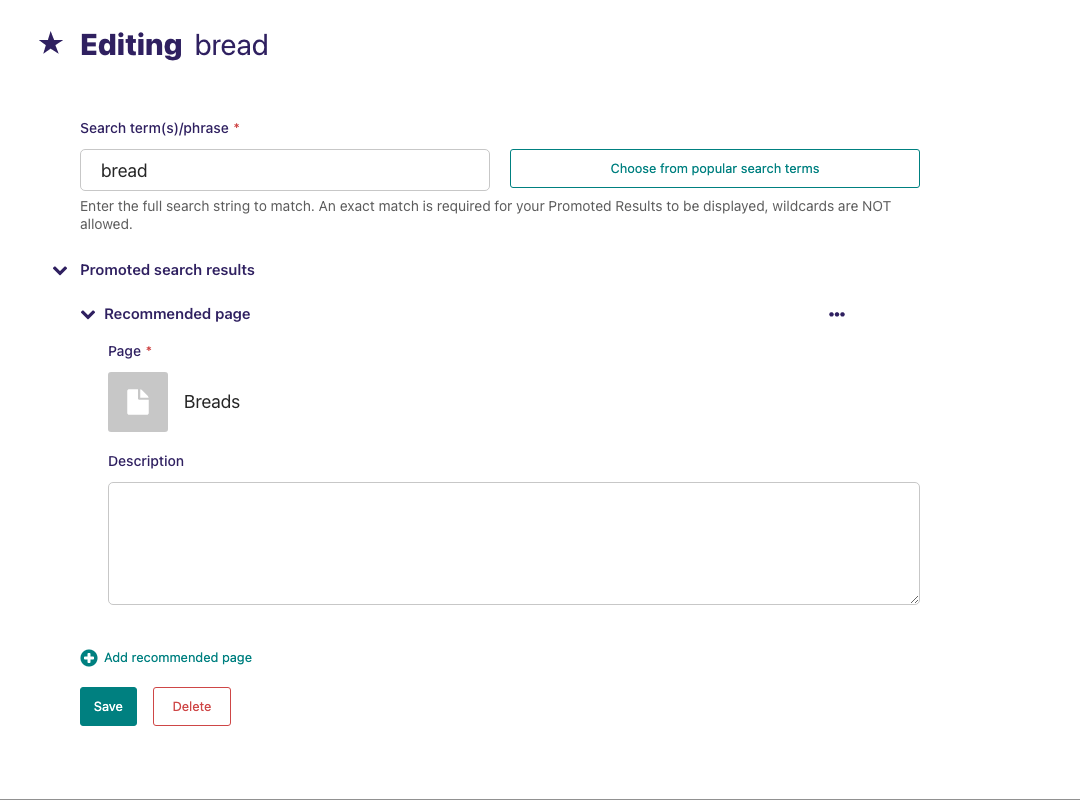 Editing bread
Search term(s)/phrase *
bread
Choose from popular search terms
Enter the full search string to match. An exact match is required for your Promoted Results to be displayed, wildcards are NOT
allowed.
Promoted search results
Recommended page
Page *
Breads
Description
Add recommended page
Save
Delete